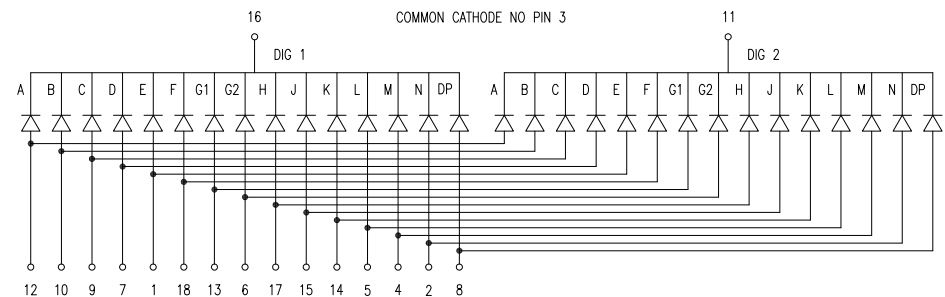 16 COMMON CATHODE NO PIN 3 11
DIG 1 DIG 2
A B C D E F G1 G2 H J K L M N DP A B C D E F G1 G2 H J K L M N DP
12 10 9 7 1 18 13 6 17 15 14 5 4 2 8